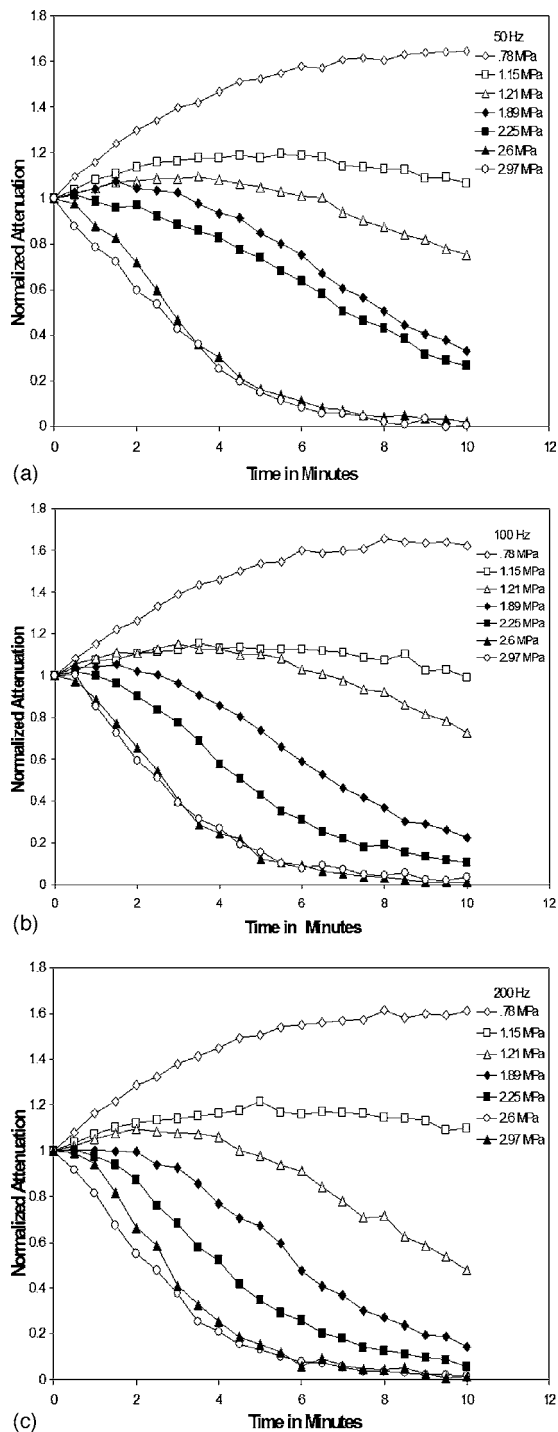 1.8
1.6
1.4
1.2
1
0.8
0.6
0.4
0.2
0
Normalized Attenuation
50 Hz
.78 MPa
1.15 MPa
1.21 MPa
1.89 MPa
2.25 MPa
2.6 MPa
2.97 MPa
0 2 4 6 8 10 12
(a) Time in Minutes
1.8
1.6
1.4
1.2
1
0.8
0.6
0.4
0.2
0
Normalized Attenuation
100 Hz
.78 MPa
1.15 MPa
1.21 MPa
1.89 MPa
2.25 MPa
2.6 MPa
2.97 MPa
0 2 4 6 8 10 12
(b) Time in Minutes
1.8
1.6
1.4
1.2
1
0.8
0.6
0.4
0.2
0
Normalized Attenuation
200 Hz
.78 MPa
1.15 MPa
1.21 MPa
1.89 MPa
2.25 MPa
2.6 MPa
2.97 MPa
0 2 4 6 8 10 12
(c) Time in Minutes